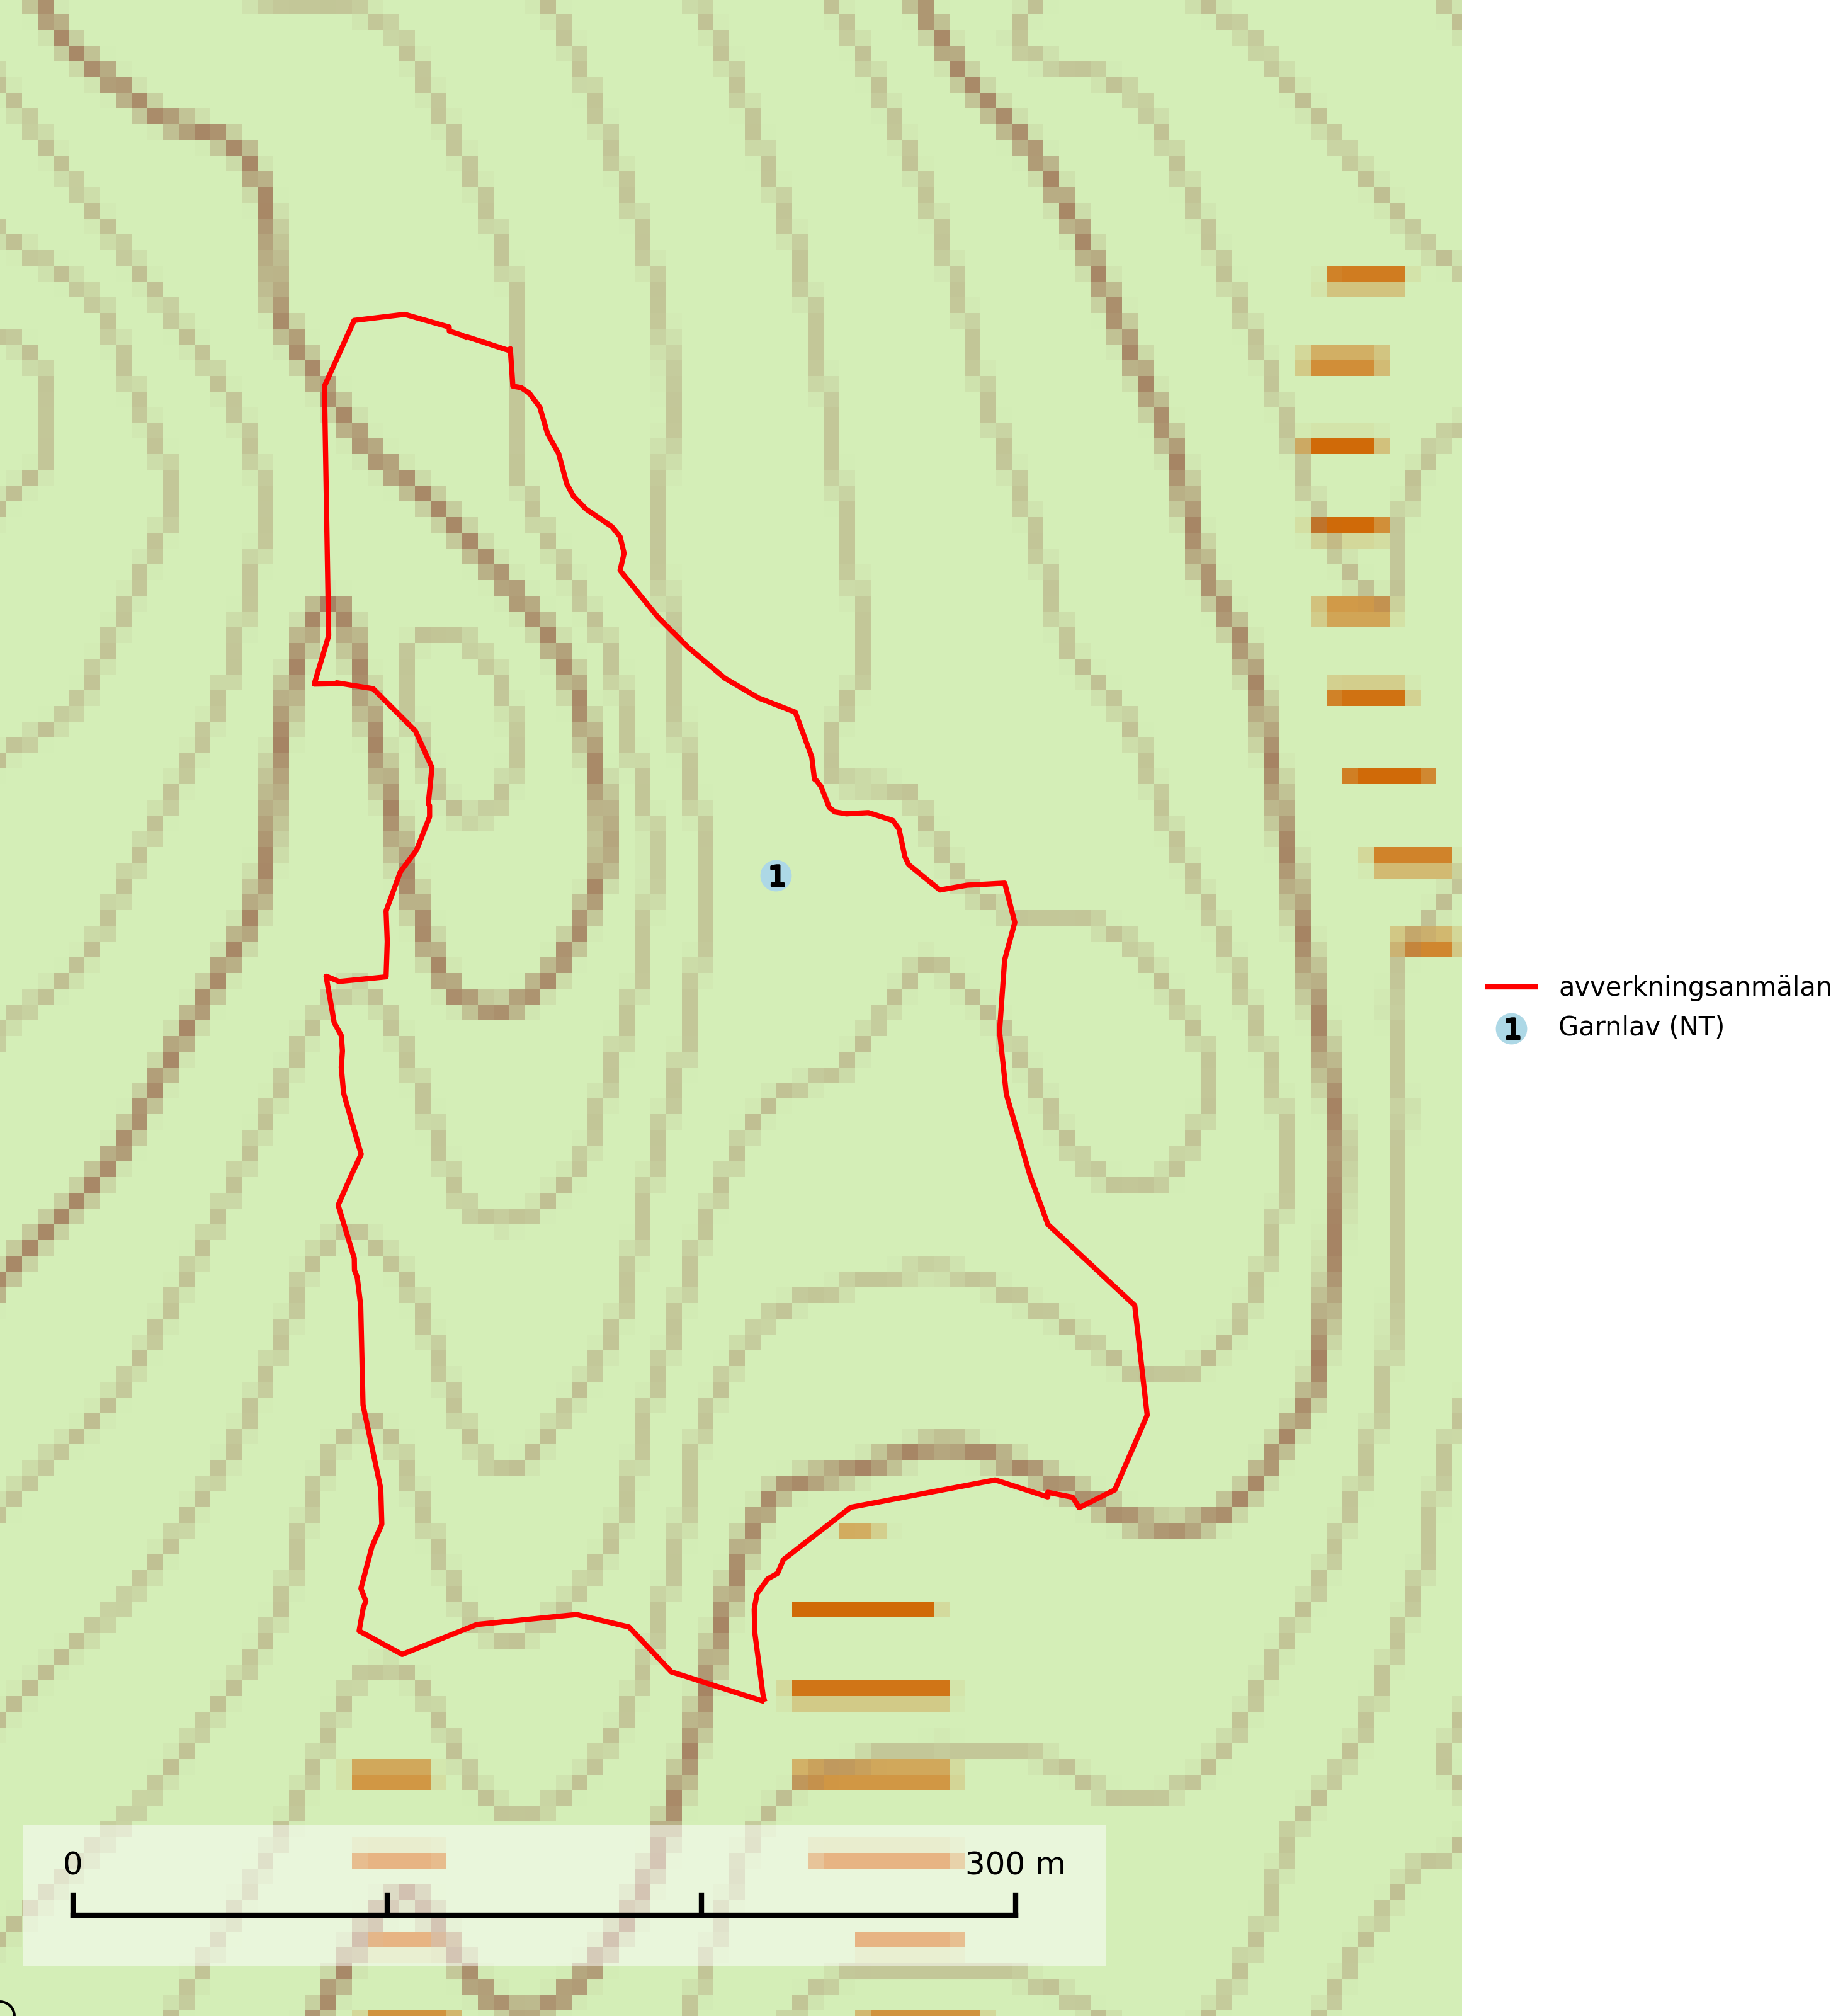 1
avverkningsanmälan
1 Garnlav (NT)
0 300 m